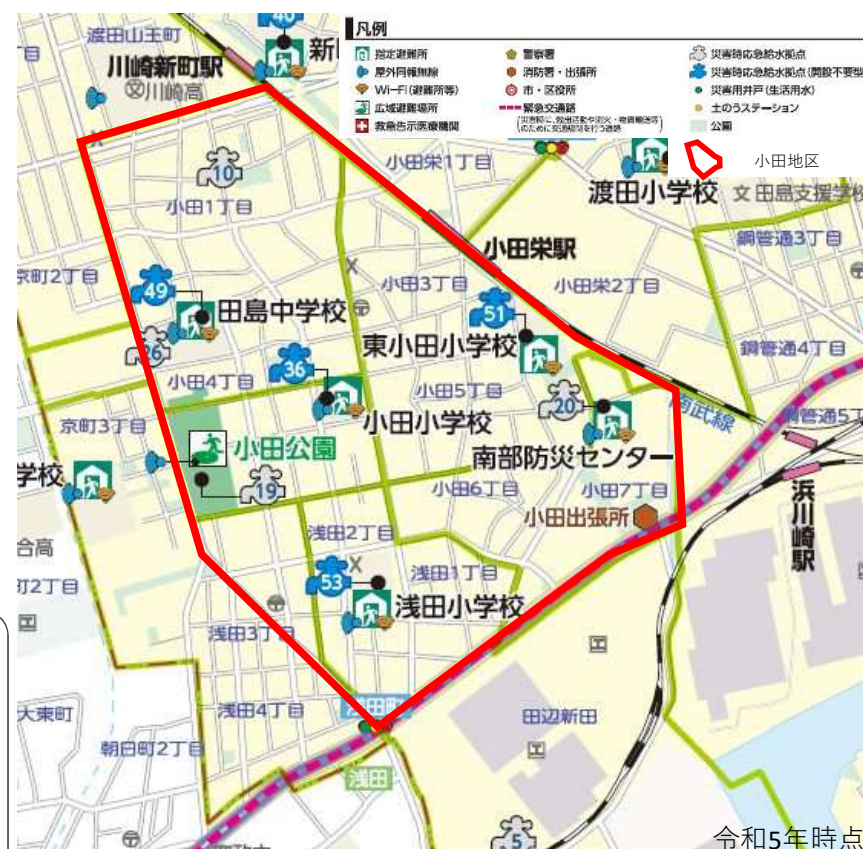 凡例
指定避難所
屋外同報無線
Wi-Fi(避難所等)
広域避難場所
救急告示医療機関
警察署
消防署・出張所
市・区役所
緊急交通路
災害時応急給水拠点
災害時応急給水拠点(開設不要型
災害用井戸(生活用水)
土のうステーション
公園
小田地区
渡田山王町
40
新
川崎新町駅
川崎高
小田栄1丁目
渡田小学校
田島支援学校
10
小田1丁目
鋼管通3丁目
小田栄駅
京町2丁目
小田3丁目
小田栄2丁目
49
田島中学校
51
26
東小田小学校
鋼管通4丁目
36
小田4丁目
小田5丁目
20
南武線
京町3丁目
小田小学校
鋼管通5丁
小田公園
南部防災センター
学校
19
小田6丁目
小田7丁目
浜川崎駅
小田出張所
浅田2丁目
合高
53
浅田1丁目
町2丁目
浅田小学校
浅田3丁目
大東町
浅田4丁目
田辺新田
朝日町2丁目
浅田
5
令和5年時点